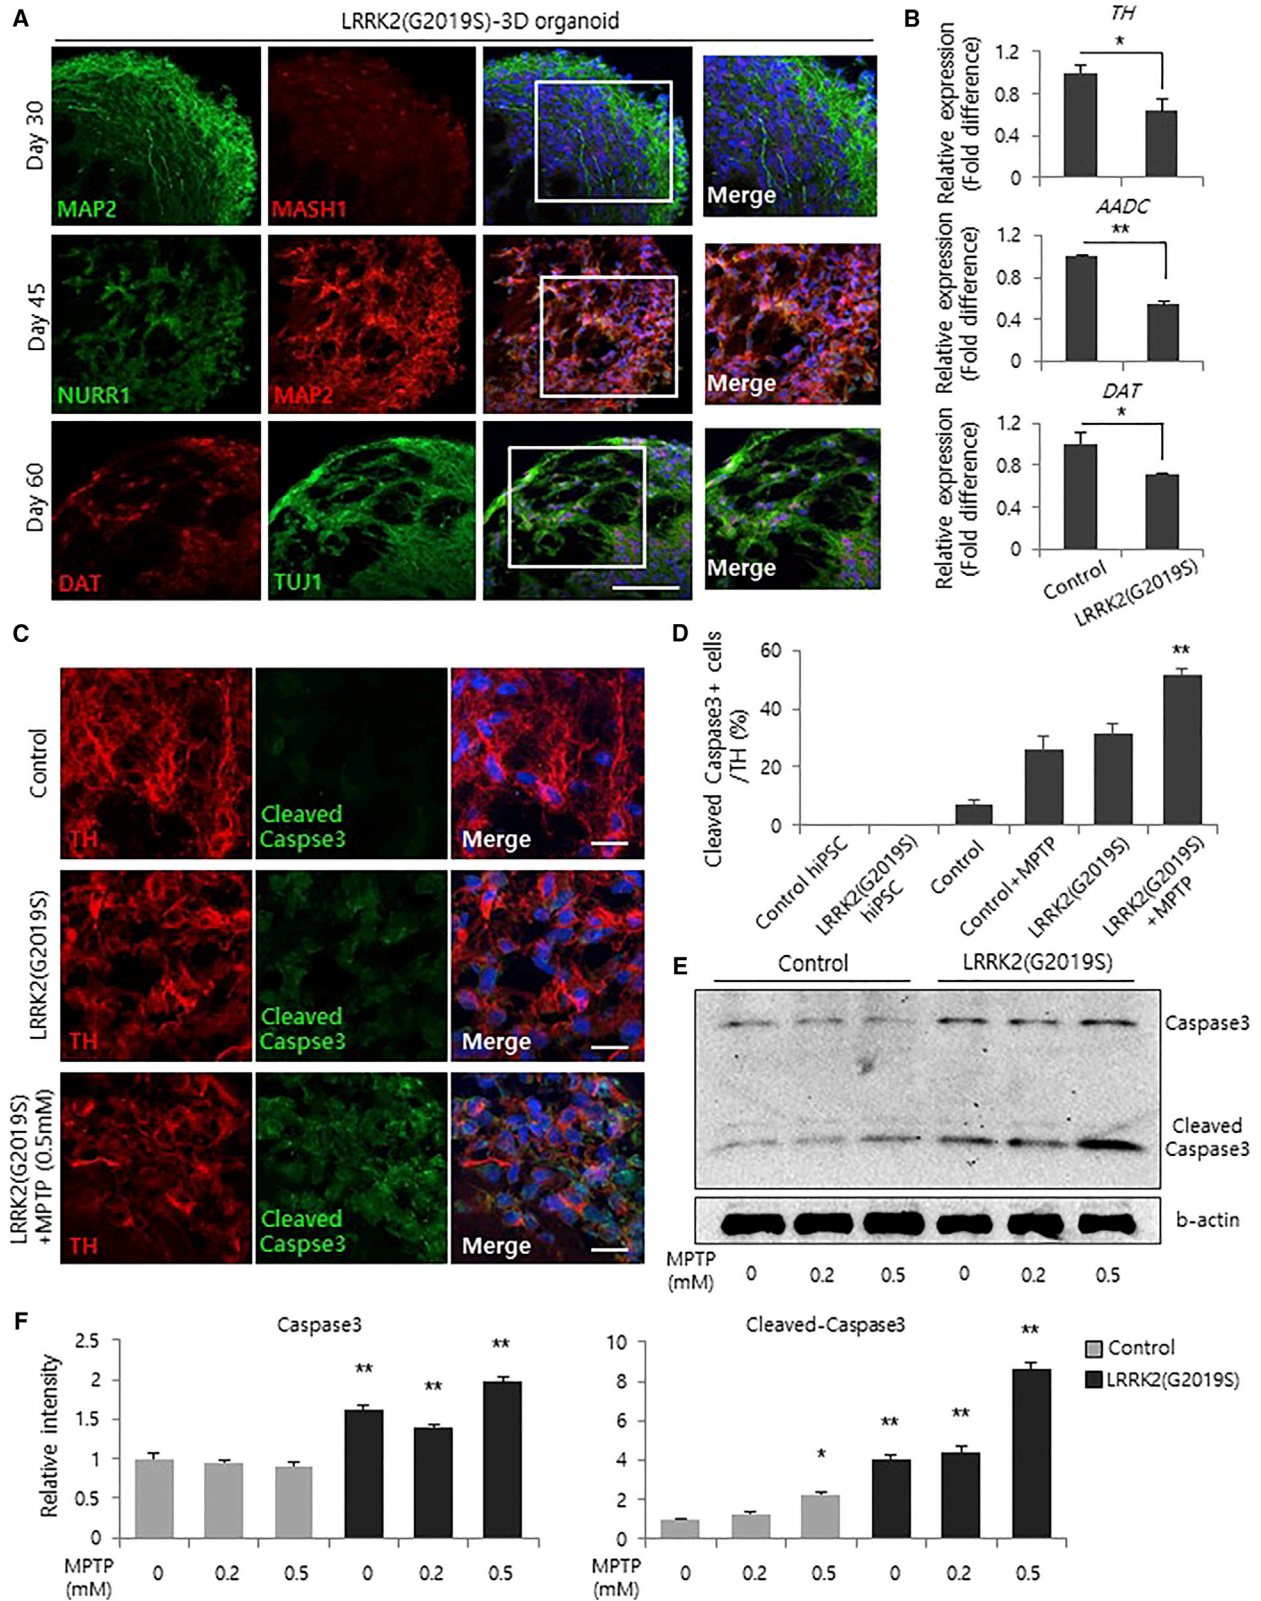 A
LRRK2(G2019S)-3D organoid
Day 30
MAP2
MASH1
Merge
Day 45
NURR1
MAP2
Merge
Day 60
DAT
TUJ1
Merge
B
TH
Relative expression
(Fold difference)
1.2
0.8
0.4
0
*
AADC
Relative expression
(Fold difference)
1.2
0.8
0.4
0
**
DAT
Relative expression
(Fold difference)
1.2
0.8
0.4
0
*
Control
LRRK2(G2019S)
C
Control
TH
Cleaved
Caspse3
Merge
LRRK2(G2019S)
TH
Cleaved
Caspse3
Merge
LRRK2(G2019S)
+MPTP (0.5mM)
TH
Cleaved
Caspse3
Merge
D
Cleaved Caspase3+ cells
/TH (%)
60
40
20
0
**
Control hiPSC
LRRK2(G2019S)
hiPSC
Control
Control+MPTP
LRRK2(G2019S)
LRRK2(G2019S)
+MPTP
E
Control
LRRK2(G2019S)
Caspase3
Cleaved
Caspase3
b-actin
MPTP
(mM)
0
0.2
0.5
0
0.2
0.5
F
Caspase3
Relative intensity
2.5
2
1.5
1
0.5
0
**
**
**
MPTP
(mM)
0
0.2
0.5
0
0.2
0.5
Cleaved-Caspase3
10
8
6
4
2
0
*
**
**
**
MPTP
(mM)
0
0.2
0.5
0
0.2
0.5
Control
LRRK2(G2019S)